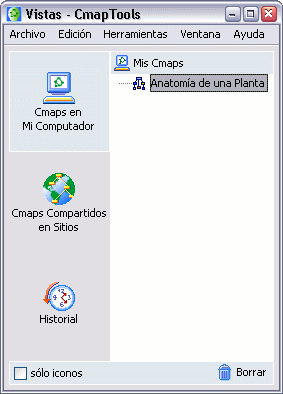 Vistas - CmapTools
Archivo Edición Herramientas Ventana Ayuda
Cmaps en
Mi Computador
Cmaps Compartidos
en Sitios
Historial
Mis Cmaps
Anatomía de una Planta
sólo iconos
Borrar